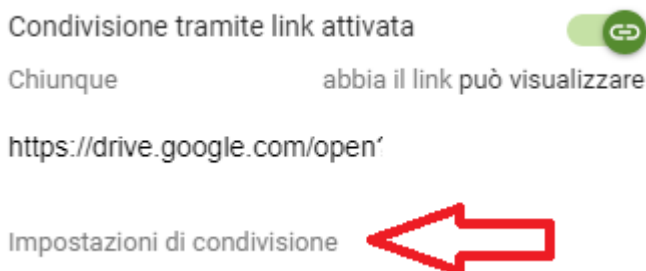 Condivisione tramite link attivata
Chiunque abbia il link può visualizzare
https://drive.google.com/open?
Impostazioni di condivisione